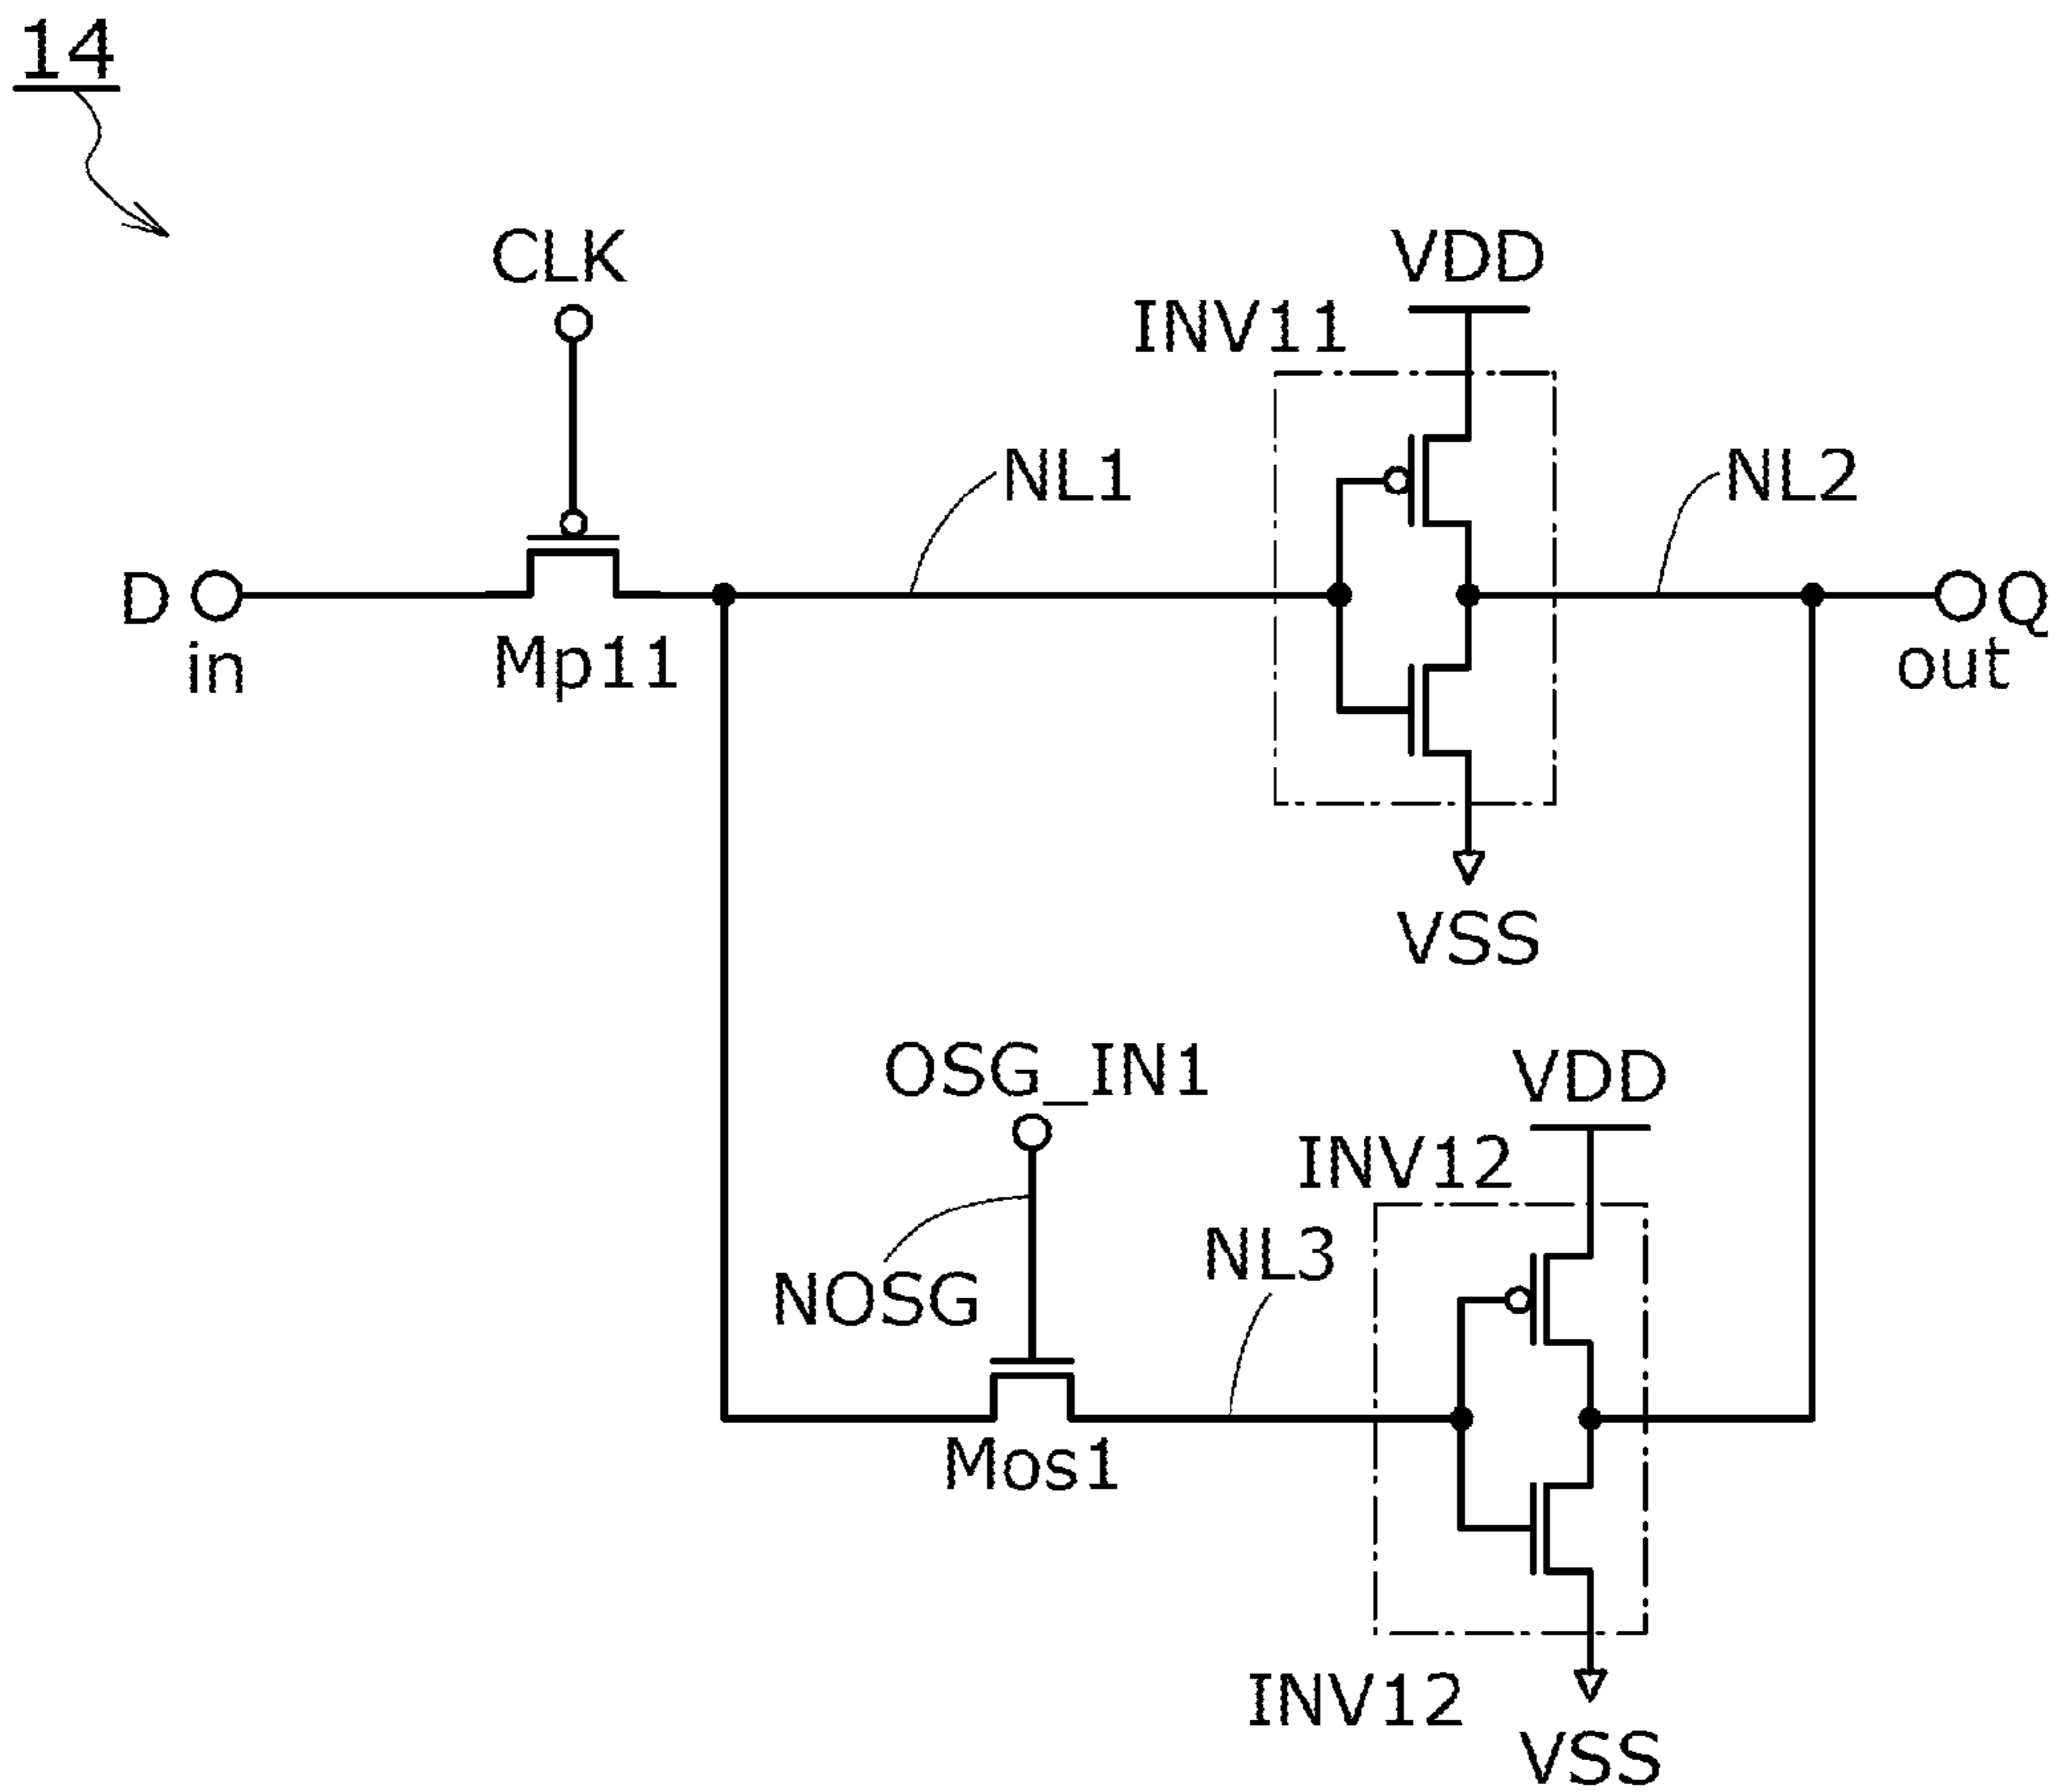 14
CLK
VDD
INV11
NL1
NL2
D
in
Mp11
Q
out
VSS
OSG_IN1
VDD
INV12
NL3
NOSG
Mos1
INV12
VSS